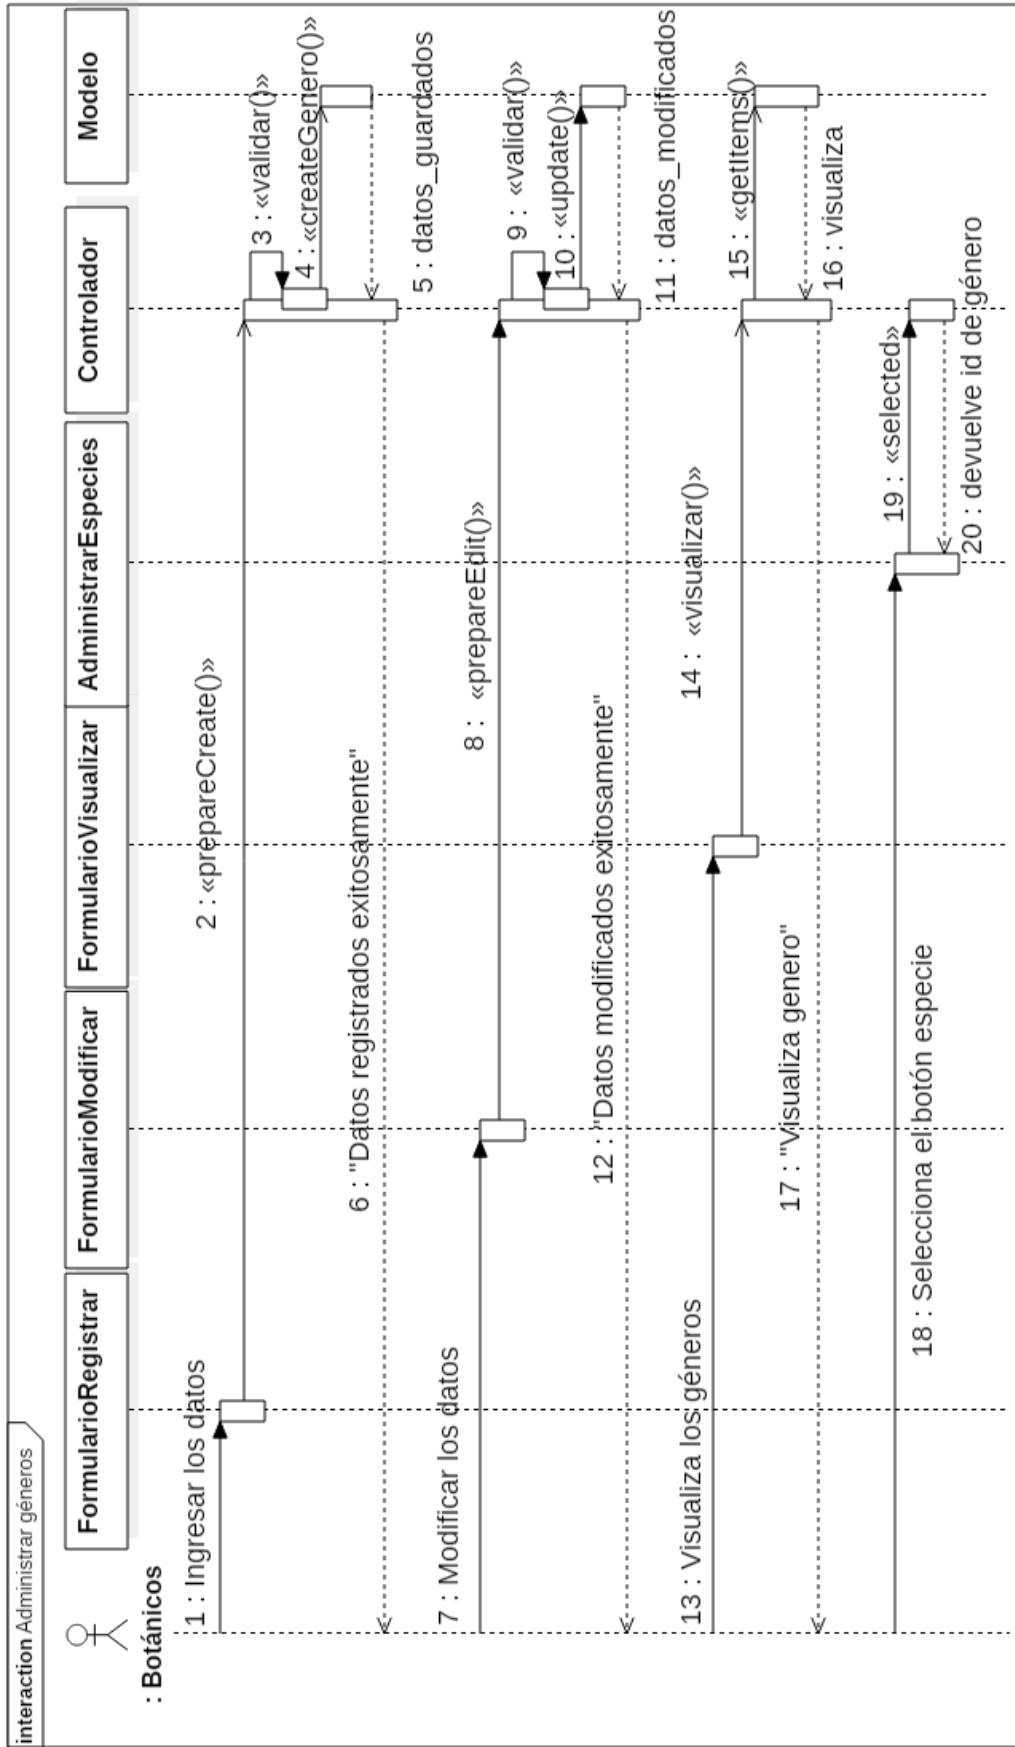 interaction Administrar géneros
: Botánicos
FormularioRegistrar
FormularioModificar
FormularioVisualizar
AdministrarEspecies
Controlador
Modelo
1 : Ingresar los datos
2 : «prepareCreate()»
3 : «validar()»
4 : «createGenero()»
5 : datos_guardados
6 : "Datos registrados exitosamente"
7 : Modificar los datos
8 : «prepareEdit()»
9 : «validar()»
10 : «update()»
11 : datos_modificados
12 : "Datos modificados exitosamente"
13 : Visualiza los géneros
14 : «visualizar()»
15 : «getItems()»
16 : visualiza
17 : "Visualiza genero"
18 : Selecciona el botón especie
19 : «selected»
20 : devuelve id de género